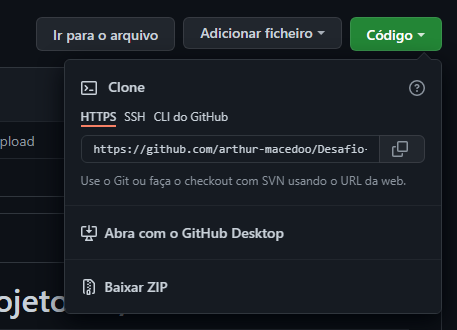 Ir para o arquivo
Adicionar ficheiro
Código
Clone
HTTPS SSH CLI do GitHub
pload
https://github.com/arthur-macedoo/Desafio-
Use o Git ou faça o checkout com SVN usando o URL da web.
Abra com o GitHub Desktop
Baixar ZIP
ojeto